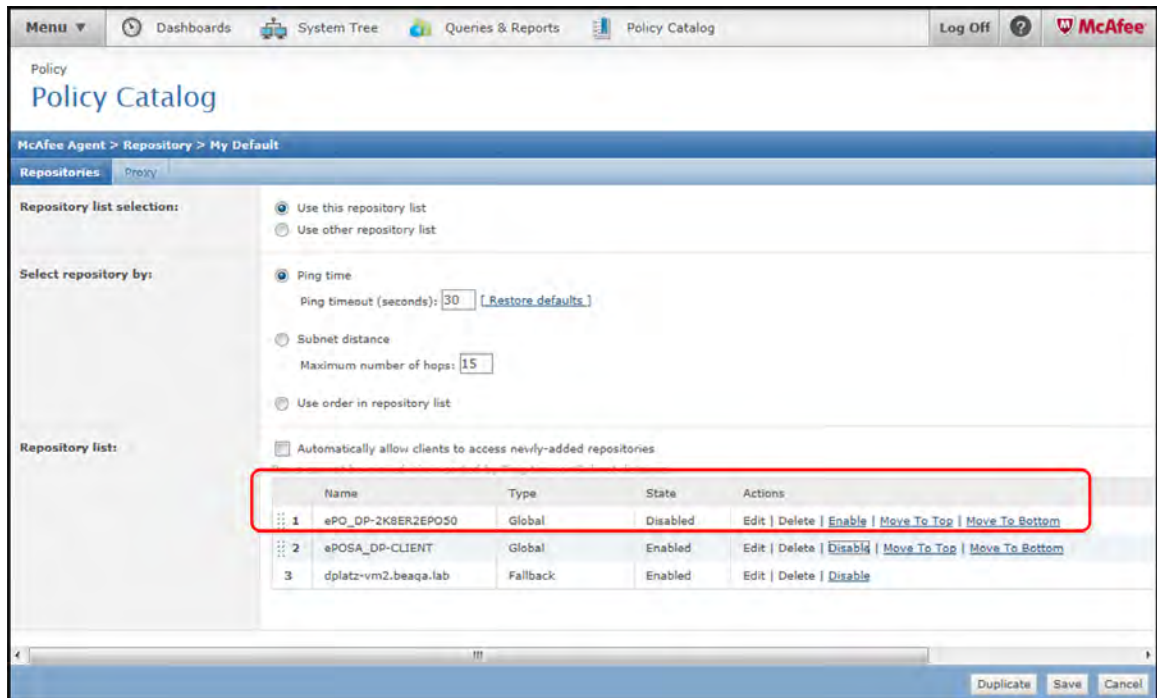 Menu ▼ Dashboards System Tree Queries & Reports Policy Catalog Log Off ? McAfee
Policy
Policy Catalog
McAfee Agent > Repository > My Default
Repositories Proxy
Repository list selection: Use this repository list
Use other repository list
Select repository by: Ping time
Ping timeout (seconds): 30 [ Restore defaults ]
Subnet distance
Maximum number of hops: 15
Use order in repository list
Repository list: Automatically allow clients to access newly-added repositories
Name Type State Actions
1 ePO_DP-2K8ER2EPO50 Global Disabled Edit | Delete | Enable | Move To Top | Move To Bottom
2 ePOSA_DP-CLIENT Global Enabled Edit | Delete | Disable | Move To Top | Move To Bottom
3 dplatz-vm2.beaqa.lab Fallback Enabled Edit | Delete | Disable
Duplicate Save Cancel